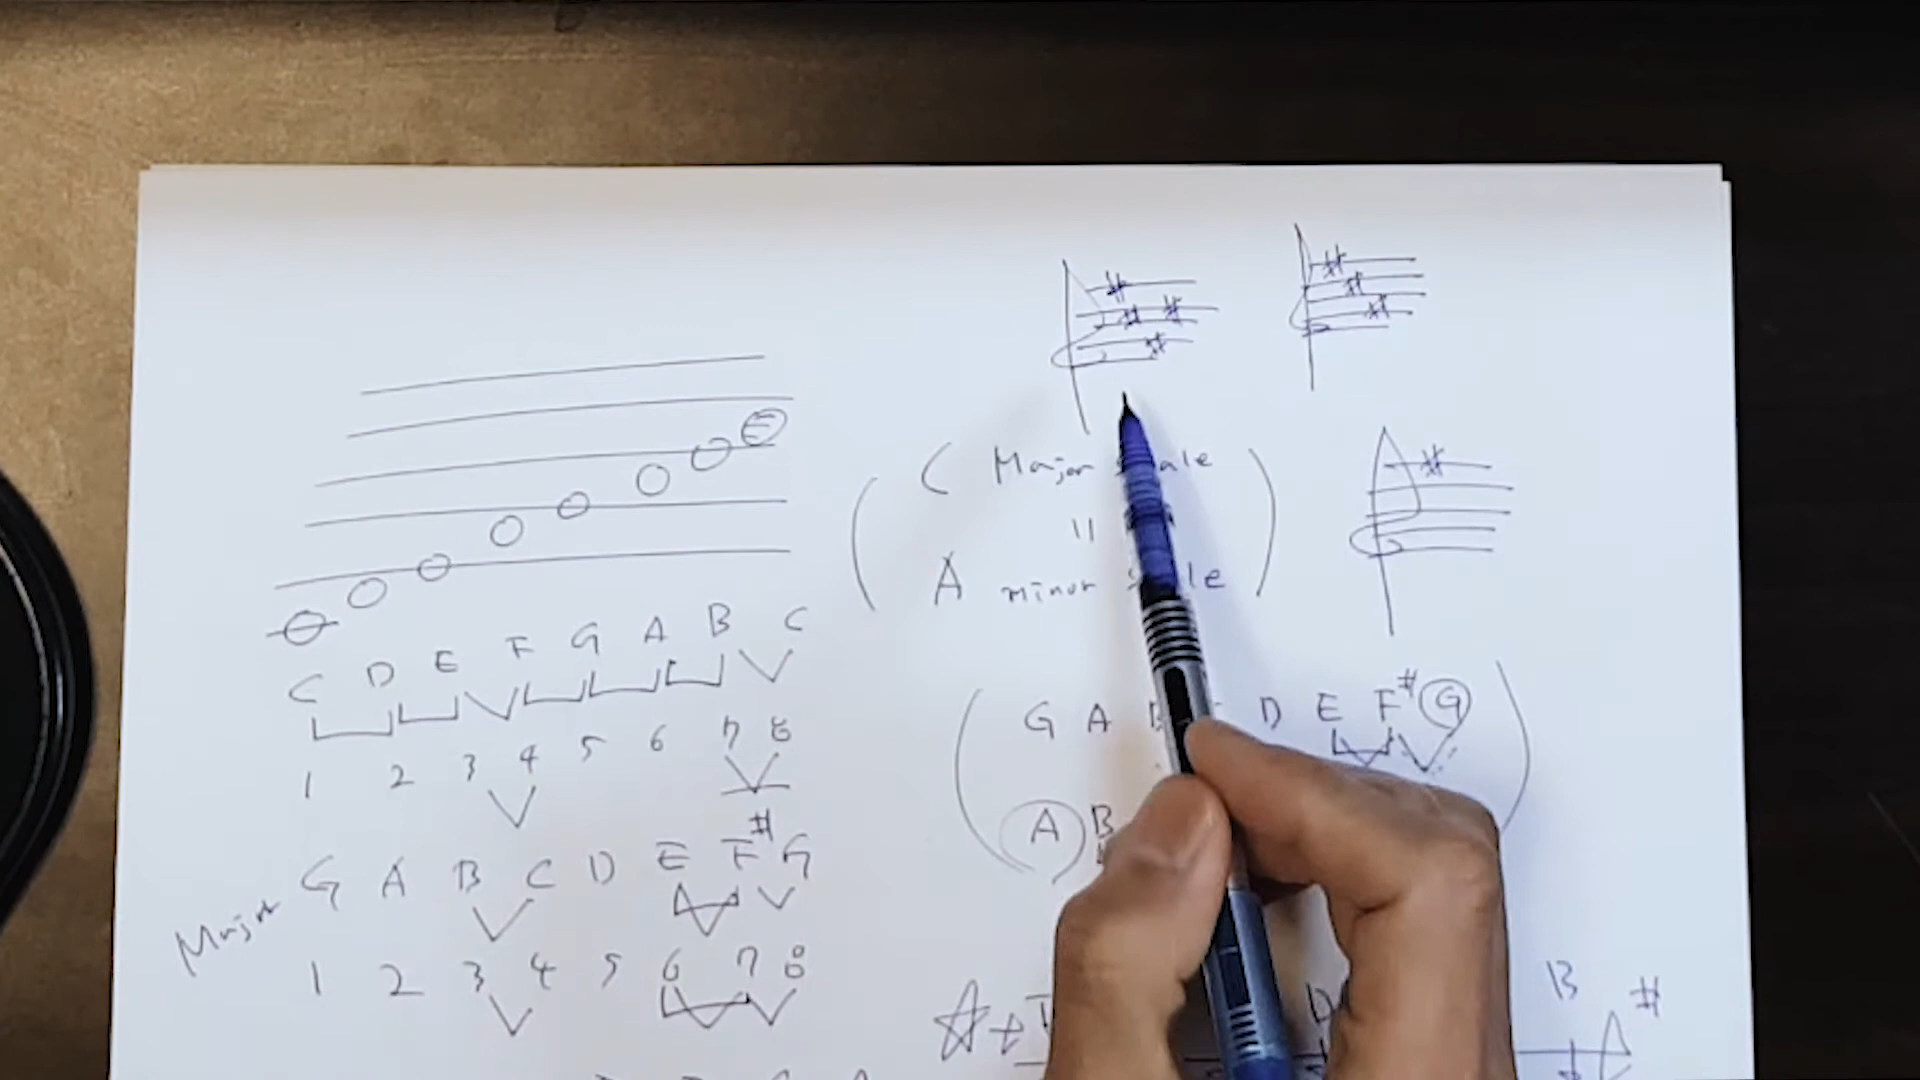 C D E F G A B C
1 2 3 4 5 6 7 8
Major G A B C D E F# G
1 2 3 4 5 6 7 8
C Major
=
A minor
G A D E F# G
A B
B #